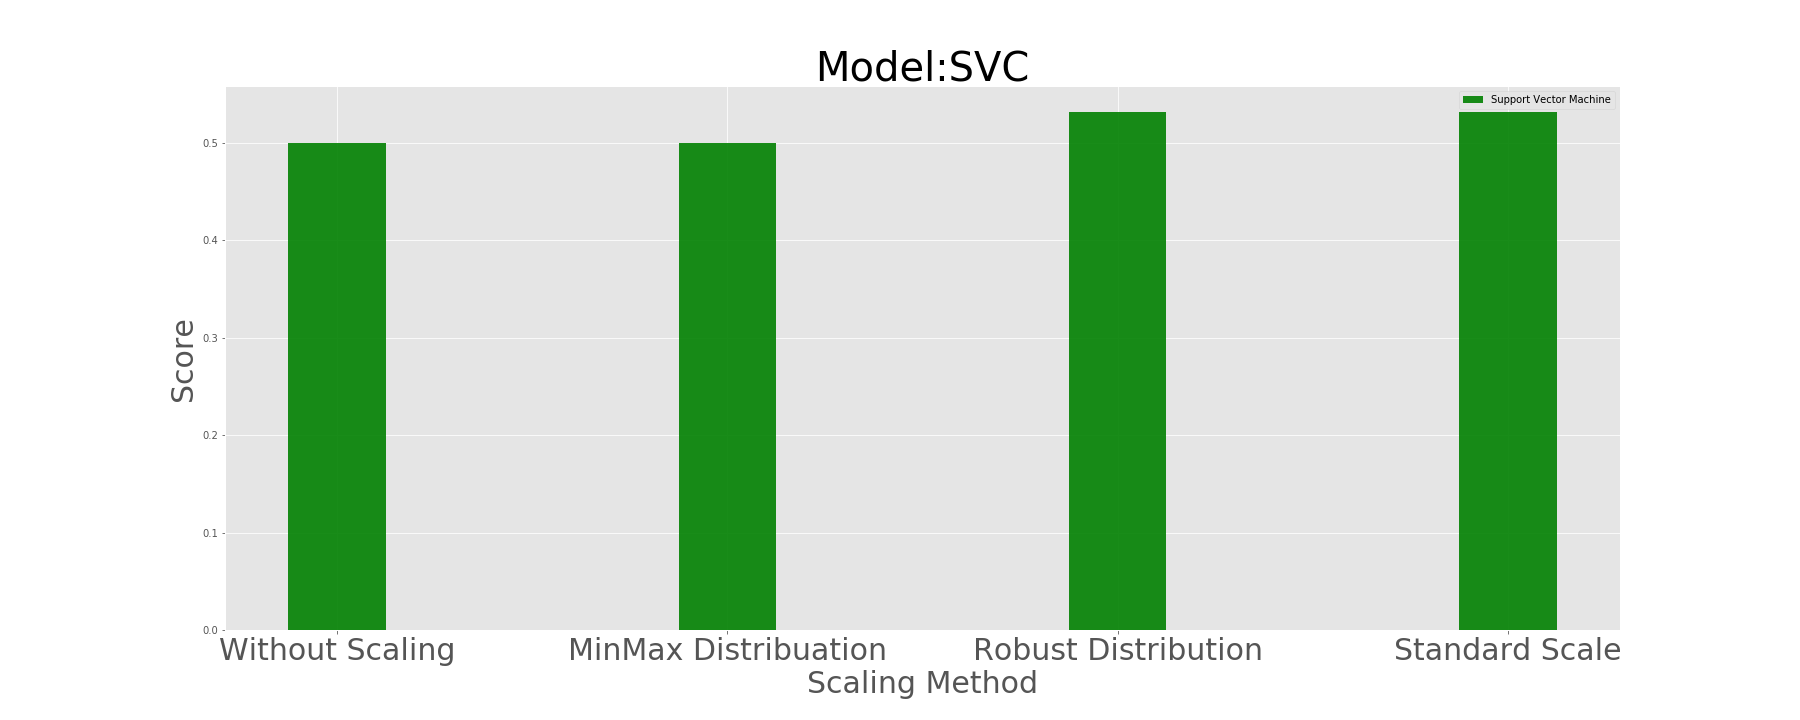 Model:SVC
Support Vector Machine
0.5
0.4
0.3
0.2
0.1
0.0
Score
Without Scaling
MinMax Distribuation
Robust Distribution
Standard Scale
Scaling Method